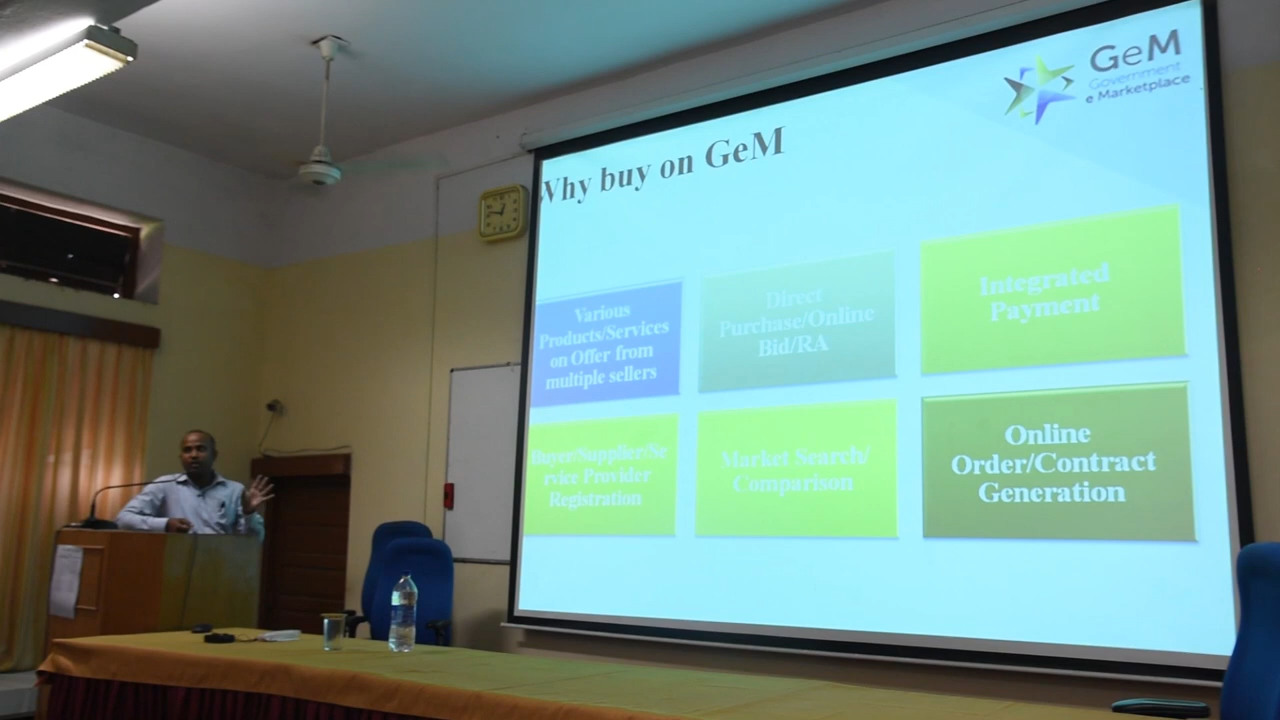 GeM
Government
e Marketplace
Why buy on GeM
Various
Products/Services
on Offer from
multiple sellers
Direct
Purchase/Online
Bid/RA
Integrated
Payment
Buyer/Supplier/Se
rvice Provider
Registration
Market Search/
Comparison
Online
Order/Contract
Generation